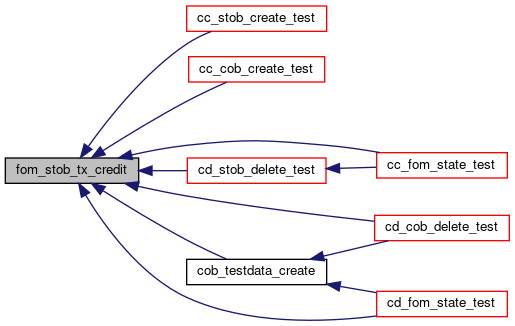 cc_stob_create_test
cc_cob_create_test
fom_stob_tx_credit
cd_stob_delete_test
cc_fom_state_test
cd_cob_delete_test
cob_testdata_create
cd_fom_state_test